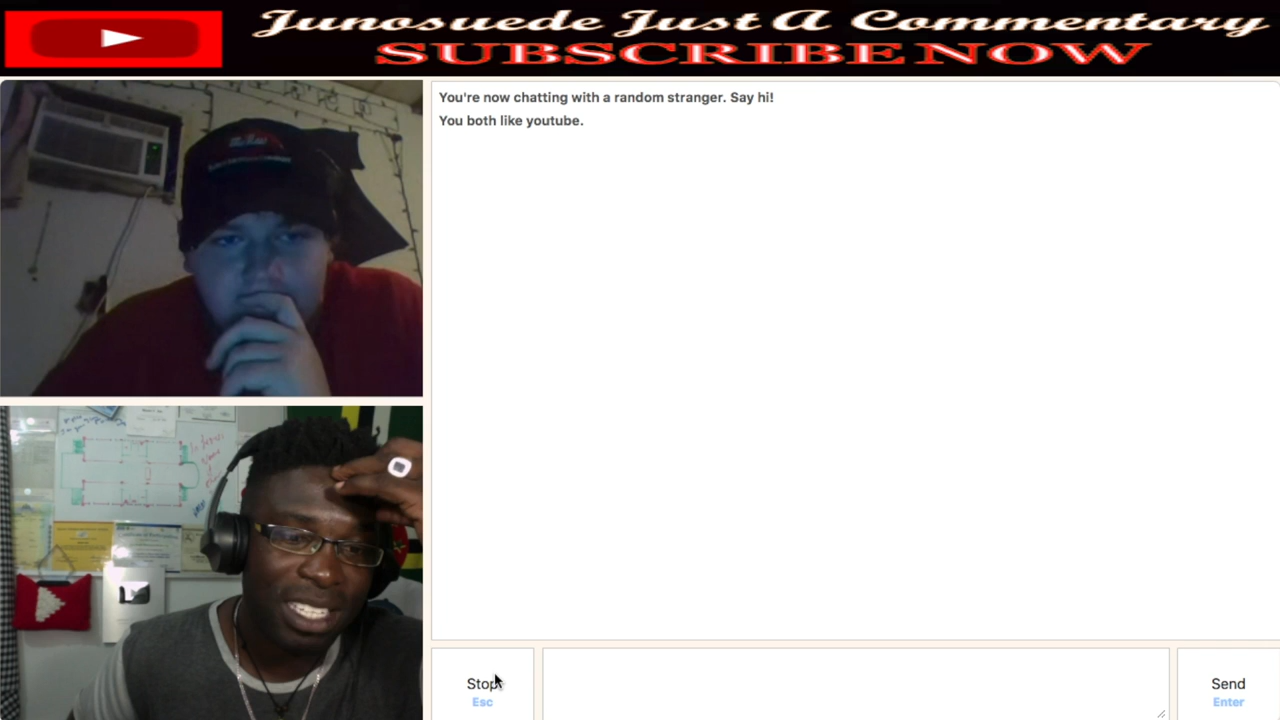 Junosuede Just A Commentary
SUBSCRIBE NOW
You're now chatting with a random stranger. Say hi!
You both like youtube.
Stop
Esc
Send
Enter